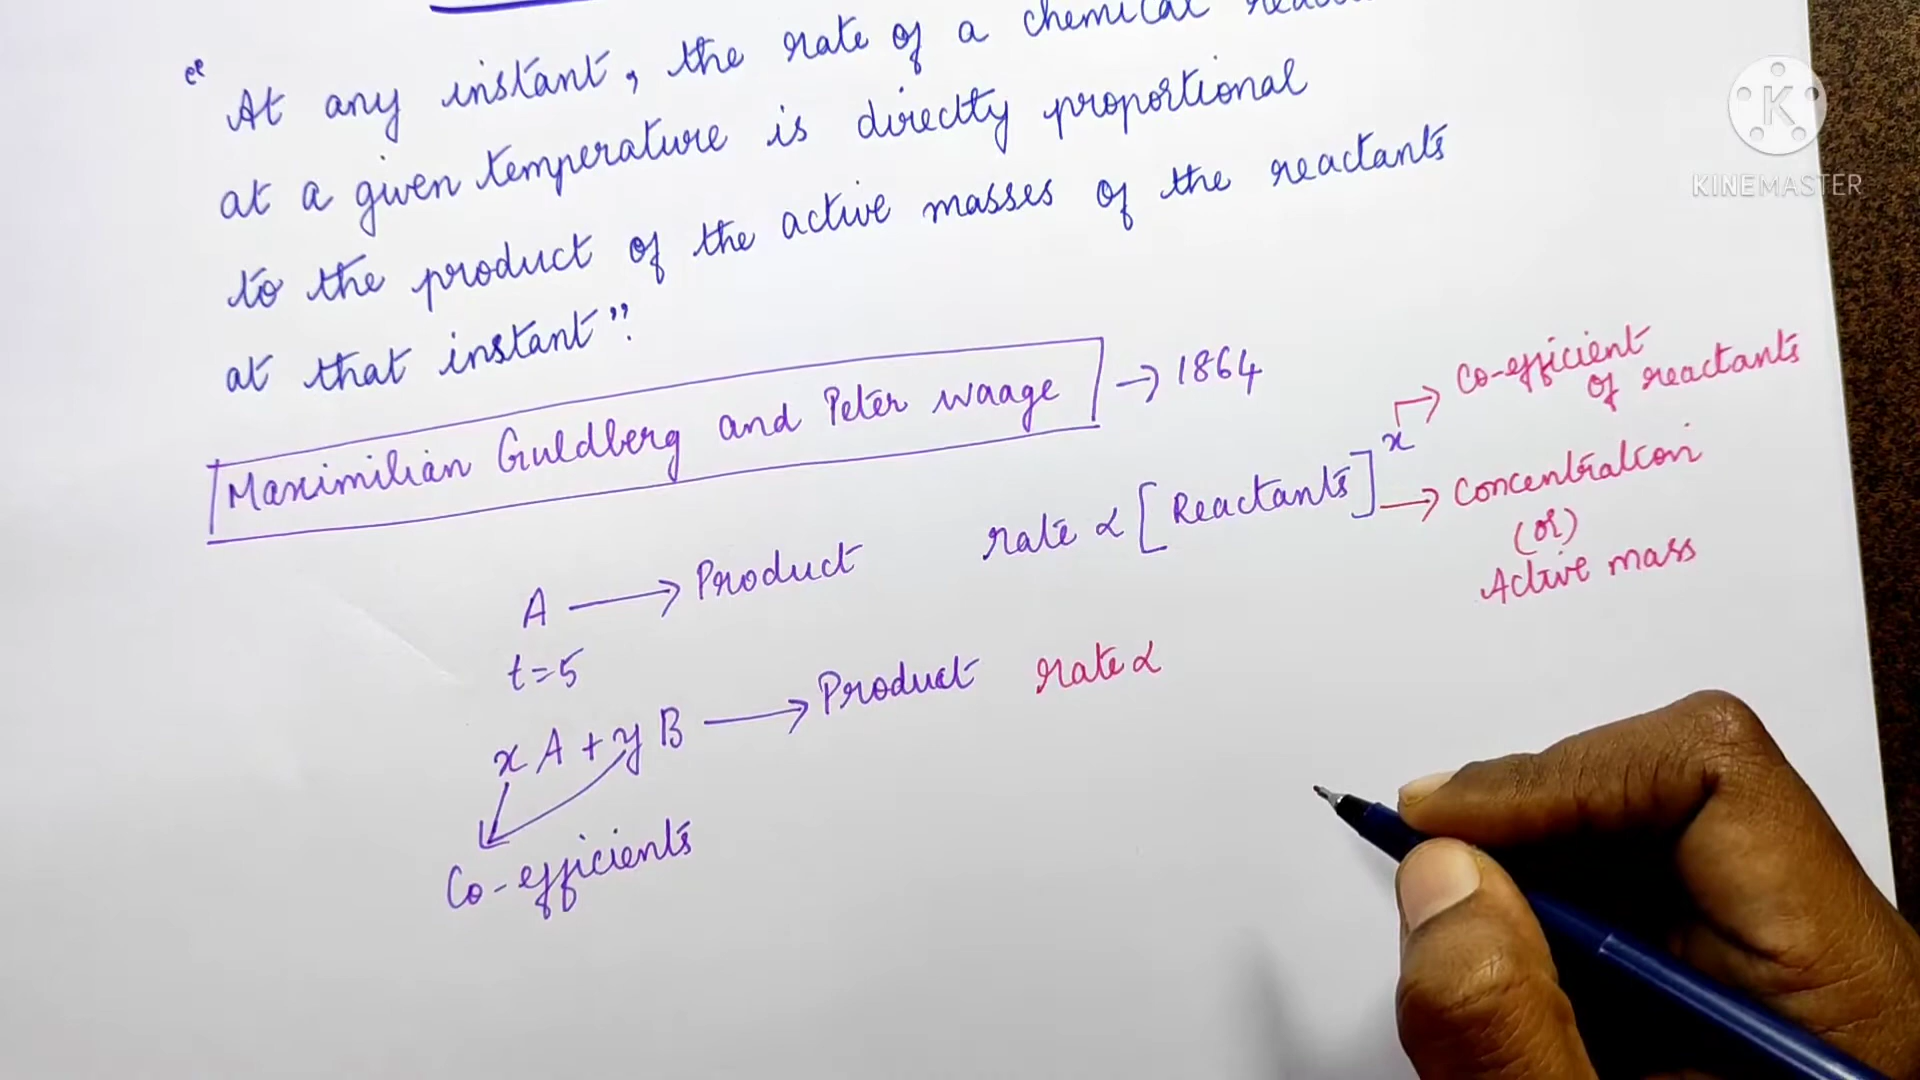 “At any instant, the rate of a chemical
at a given temperature is directly proportional
to the product of the active masses of the reactants
at that instant”.
Maximilian Guldberg and Peter Waage → 1864
A → Product
rate α [Reactants]^x
→ Co-efficient
of reactants
→ Concentration
(or)
Active mass
t=5
xA + yB → Product rate α
Co-efficients
K
KINEMASTER